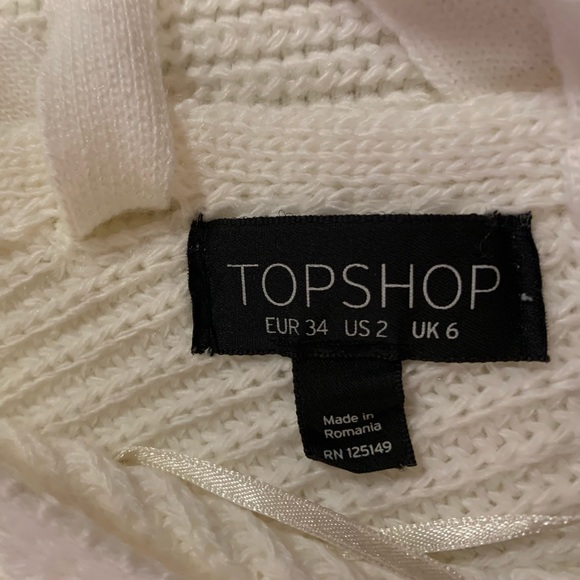 TOPSHOP
EUR 34 US 2 UK 6
Made in
Romania
RN 125149